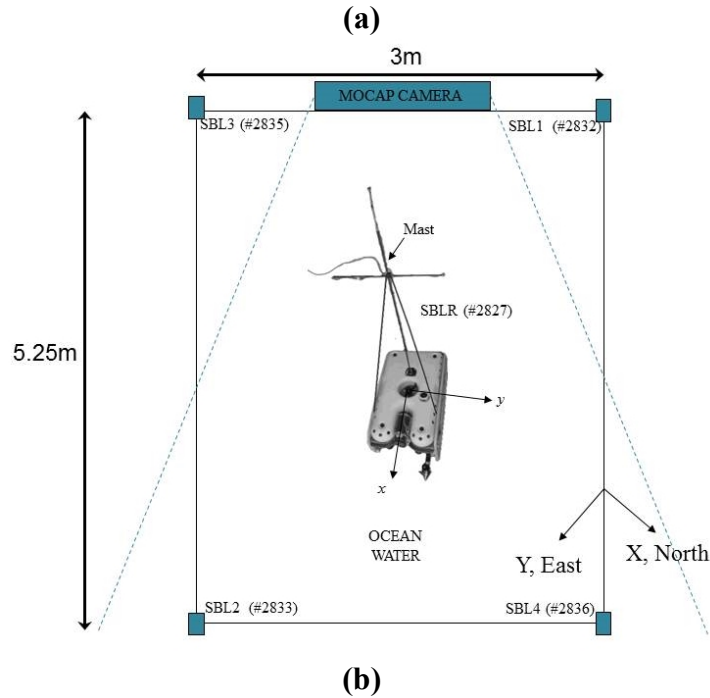 (a)
3m
MOCAP CAMERA
SBL3 (#2835)
SBL1 (#2832)
Mast
SBLR (#2827)
5.25m
y
x
OCEAN
WATER
Y, East
X, North
SBL2 (#2833)
SBL4 (#2836)
(b)